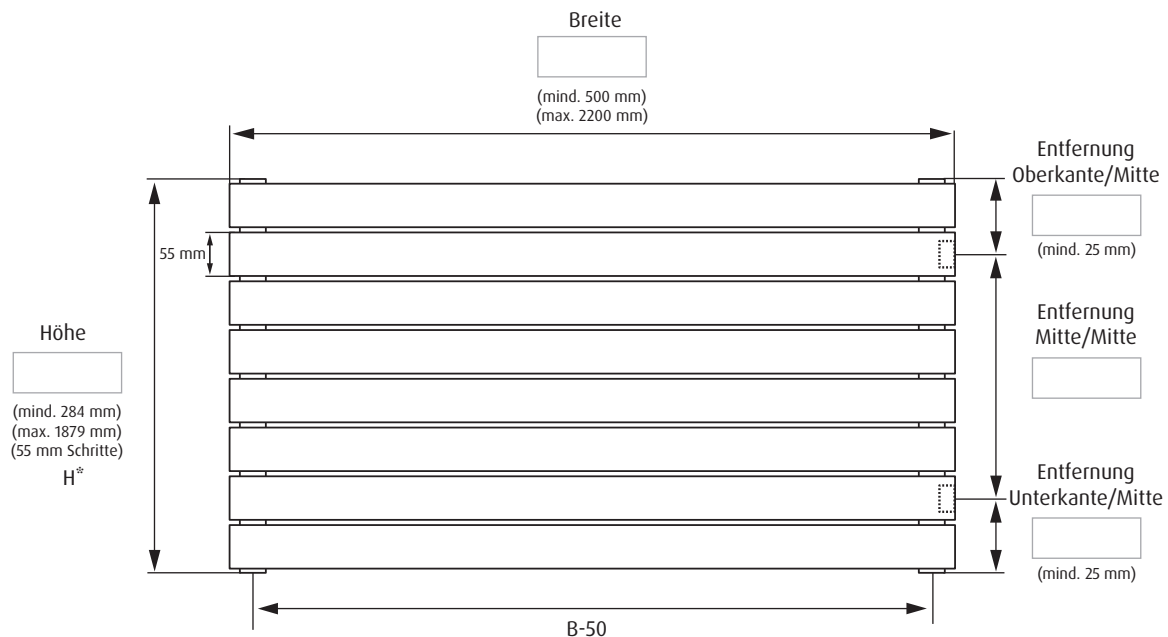 Breite
(mind. 500 mm)
(max. 2200 mm)
Entfernung
Oberkante/Mitte
(mind. 25 mm)
55 mm
Höhe
(mind. 284 mm)
(max. 1879 mm)
(55 mm Schritte)
H*
Entfernung
Mitte/Mitte
Entfernung
Unterkante/Mitte
(mind. 25 mm)
B-50